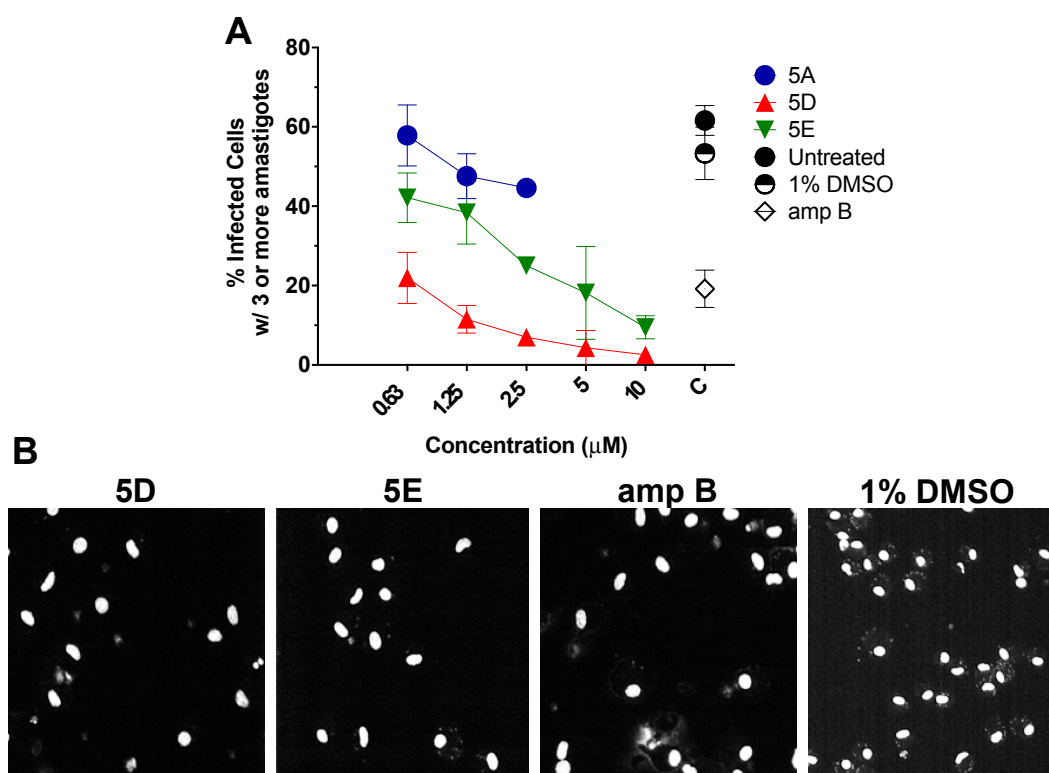 A
80
60
40
20
0
% Infected Cells
w/ 3 or more amastigotes
0.63
1.25
2.5
5
10
C
Concentration (μM)
5A
5D
5E
Untreated
1% DMSO
amp B
B
5D 5E amp B 1% DMSO